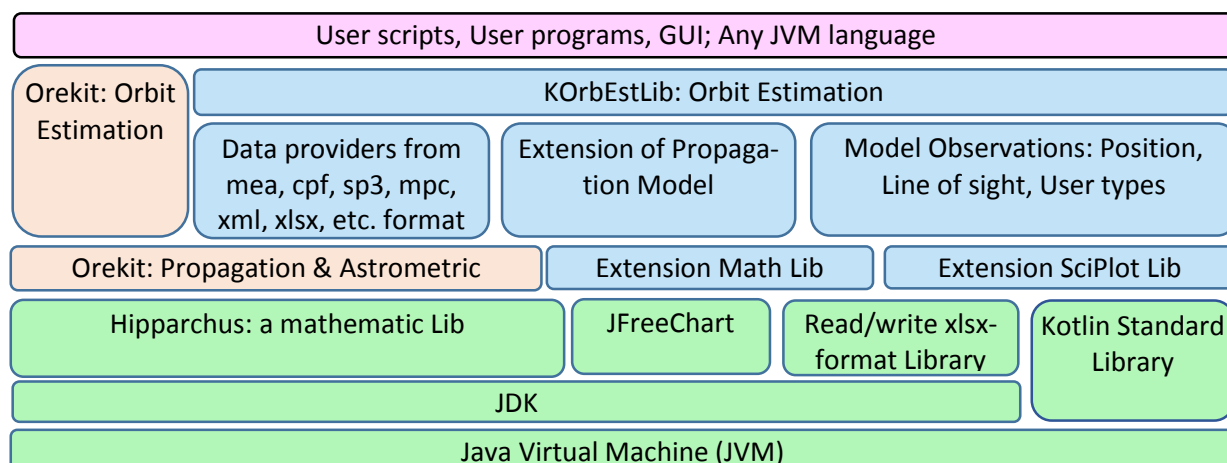 User scripts, User programs, GUI; Any JVM language
Orekit: Orbit
Estimation
KOrbEstLib: Orbit Estimation
Data providers from
mea, cpf, sp3, mpc,
xml, xlsx, etc. format
Extension of Propaga-
tion Model
Model Observations: Position,
Line of sight, User types
Orekit: Propagation & Astrometric
Extension Math Lib
Extension SciPlot Lib
Hipparchus: a mathematic Lib
JFreeChart
Read/write xlsx-
format Library
Kotlin Standard
Library
JDK
Java Virtual Machine (JVM)